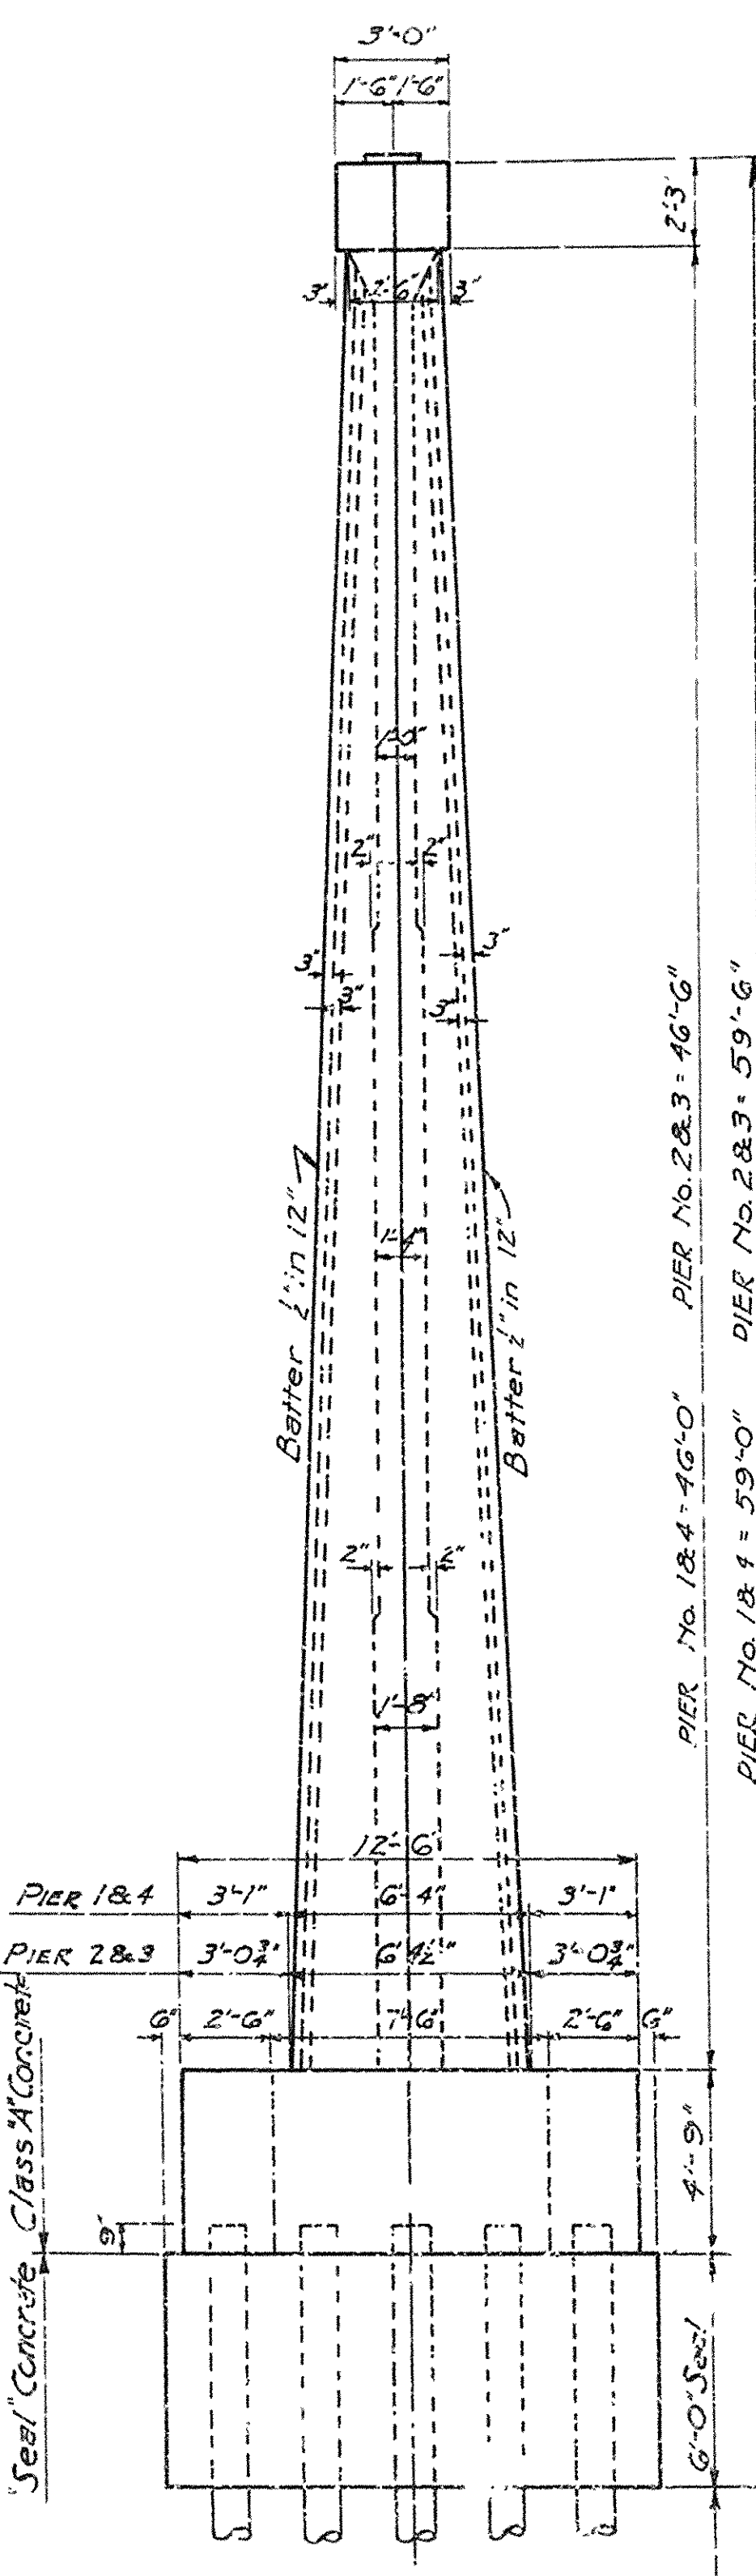 3'-0"
1'-6" 1'-6"
2'-3"
3" 2'-6" 3"
1'-0"
2" 2"
3" 3"
3" 3"
Batter ½" in 12"
Batter ½" in 12"
1'-4"
PIER No. 1&4 = 46'-0" PIER No. 2&3 = 46'-6"
PIER No. 1&4 = 59'-0" PIER No. 2&3 = 59'-6"
2" 2"
1'-8"
12'-6"
PIER 1&4 3'-1" 6'-4" 3'-1"
PIER 2&3 3'-0¾" 6'-4½" 3'-0¾"
6" 2'-6" 7'-6" 2'-6" 6"
Class "A" Concrete
4'-9"
9"
"Seal" Concrete
6'-0" Seal